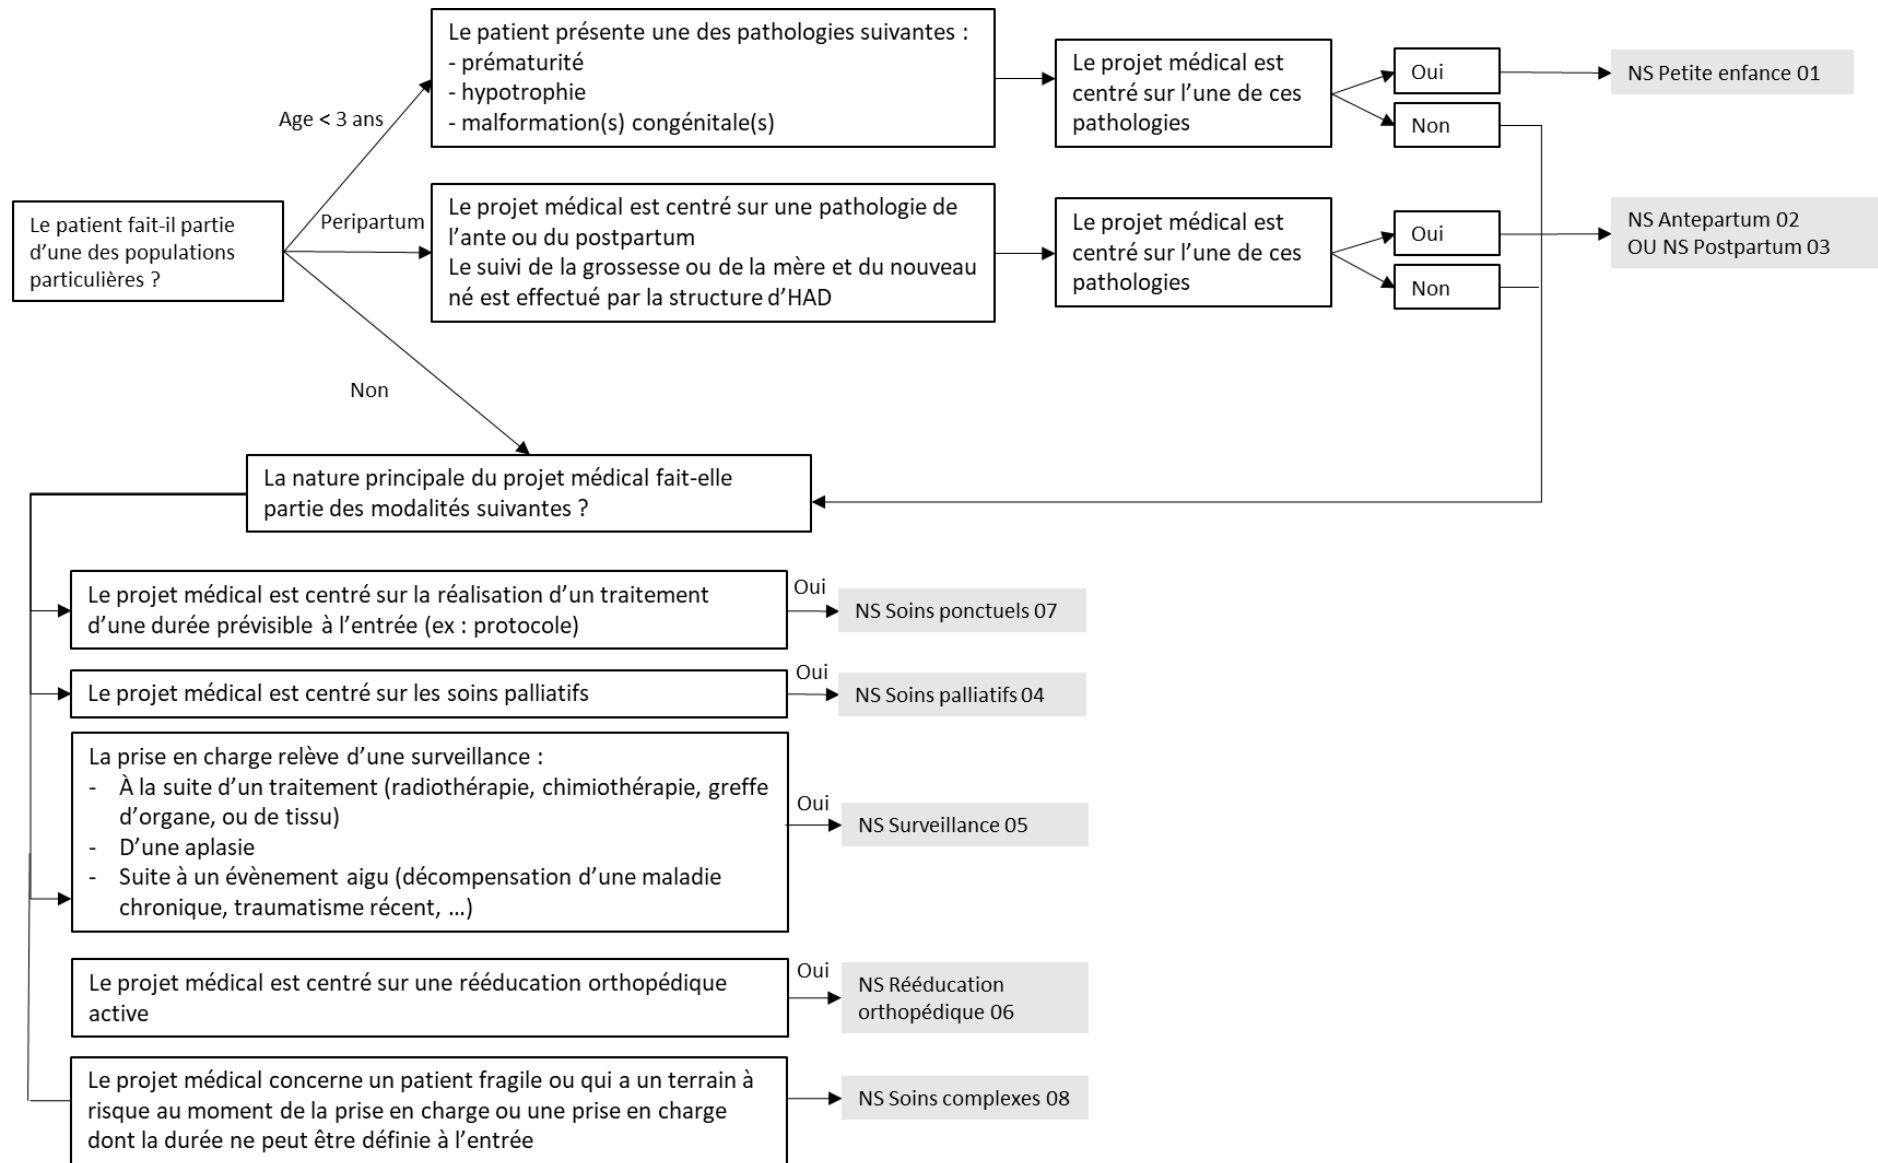 Le patient présente une des pathologies suivantes :
- prématurité
- hypotrophie
- malformation(s) congénitale(s)
Le projet médical est
centré sur l'une de ces
pathologies
Oui
Non
NS Petite enfance 01
Age < 3 ans
Le patient fait-il partie
d'une des populations
particulières ?
Peripartum
Le projet médical est centré sur une pathologie de
l'ante ou du postpartum
Le suivi de la grossesse ou de la mère et du nouveau
né est effectué par la structure d'HAD
Le projet médical est
centré sur l'une de ces
pathologies
Oui
Non
NS Antepartum 02
OU NS Postpartum 03
Non
La nature principale du projet médical fait-elle
partie des modalités suivantes ?
Le projet médical est centré sur la réalisation d'un traitement
d'une durée prévisible à l'entrée (ex : protocole)
Oui
NS Soins ponctuels 07
Le projet médical est centré sur les soins palliatifs
Oui
NS Soins palliatifs 04
La prise en charge relève d'une surveillance :
- À la suite d'un traitement (radiothérapie, chimiothérapie, greffe
d'organe, ou de tissu)
- D'une aplasie
- Suite à un évènement aigu (décompensation d'une maladie
chronique, traumatisme récent, …)
Oui
NS Surveillance 05
Le projet médical est centré sur une rééducation orthopédique
active
Oui
NS Rééducation
orthopédique 06
Le projet médical concerne un patient fragile ou qui a un terrain à
risque au moment de la prise en charge ou une prise en charge
dont la durée ne peut être définie à l'entrée
NS Soins complexes 08